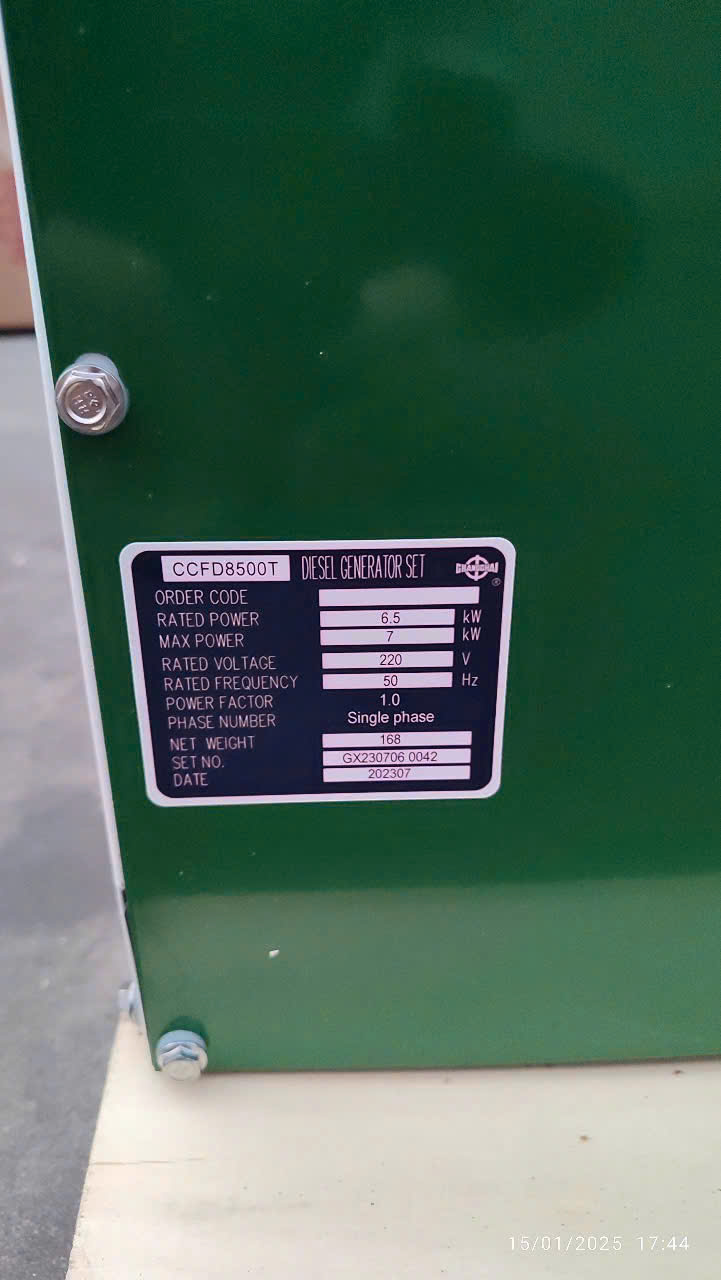 CCFD8500T DIESEL GENERATOR SET CHANGCHAI ®
ORDER CODE
RATED POWER 6.5 kW
MAX POWER 7 kW
RATED VOLTAGE 220 V
RATED FREQUENCY 50 Hz
POWER FACTOR 1.0
PHASE NUMBER Single phase
NET WEIGHT 168
SET NO. GX230706 0042
DATE 202307
15/01/2025 17:44